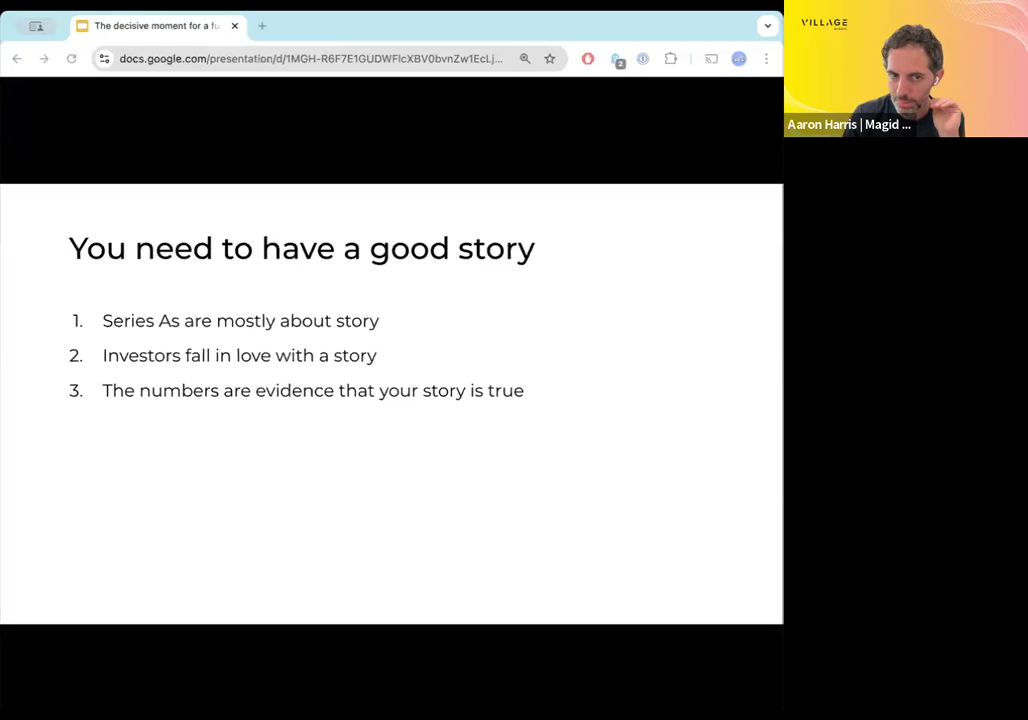 The decisive moment for a fu
docs.google.com/presentation/d/1MGH-R6F7E1GUDWFlcXBV0bvnZw1EcLj...
2
VILLAGE
Aaron Harris | Magid ...
You need to have a good story
1. Series As are mostly about story
2. Investors fall in love with a story
3. The numbers are evidence that your story is true